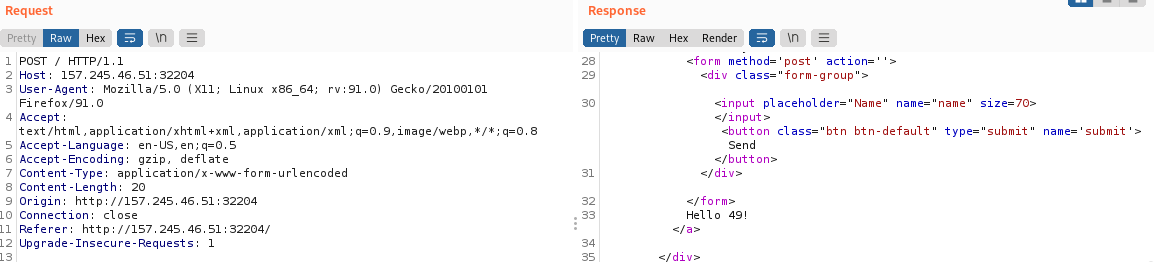 Request
Pretty Raw Hex \n
1 POST / HTTP/1.1
2 Host: 157.245.46.51:32204
3 User-Agent: Mozilla/5.0 (X11; Linux x86_64; rv:91.0) Gecko/20100101
Firefox/91.0
4 Accept:
text/html,application/xhtml+xml,application/xml;q=0.9,image/webp,*/*;q=0.8
5 Accept-Language: en-US,en;q=0.5
6 Accept-Encoding: gzip, deflate
7 Content-Type: application/x-www-form-urlencoded
8 Content-Length: 20
9 Origin: http://157.245.46.51:32204
10 Connection: close
11 Referer: http://157.245.46.51:32204/
12 Upgrade-Insecure-Requests: 1
13
Response
Pretty Raw Hex Render \n
28 <form method='post' action=''>
29 <div class="form-group">
30 <input placeholder="Name" name="name" size=70>
</input>
<button class="btn btn-default" type="submit" name='submit'>
Send
</button>
31 </div>
32 </form>
33 Hello 49!
</a>
34
35 </div>